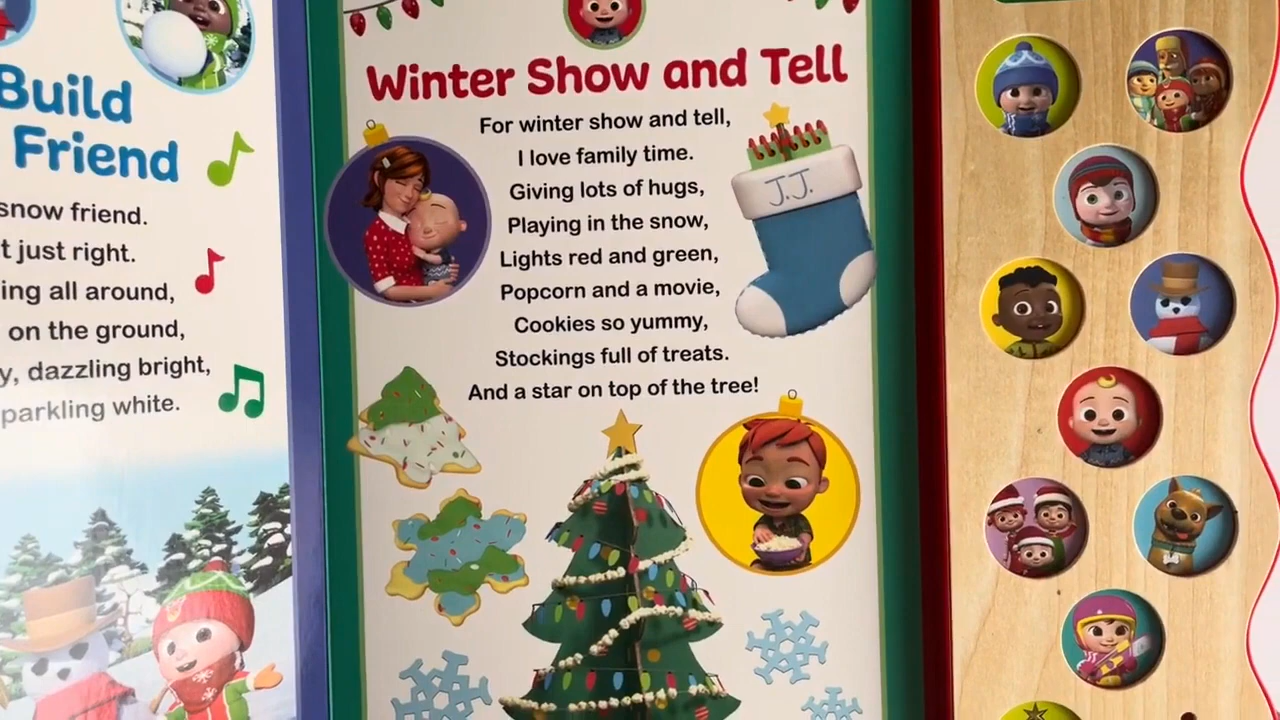 Build
Friend
snow friend.
t just right.
ing all around,
on the ground,
y, dazzling bright,
parkling white.
Winter Show and Tell
For winter show and tell,
I love family time.
Giving lots of hugs,
Playing in the snow,
Lights red and green,
Popcorn and a movie,
Cookies so yummy,
Stockings full of treats.
And a star on top of the tree!
J.J.